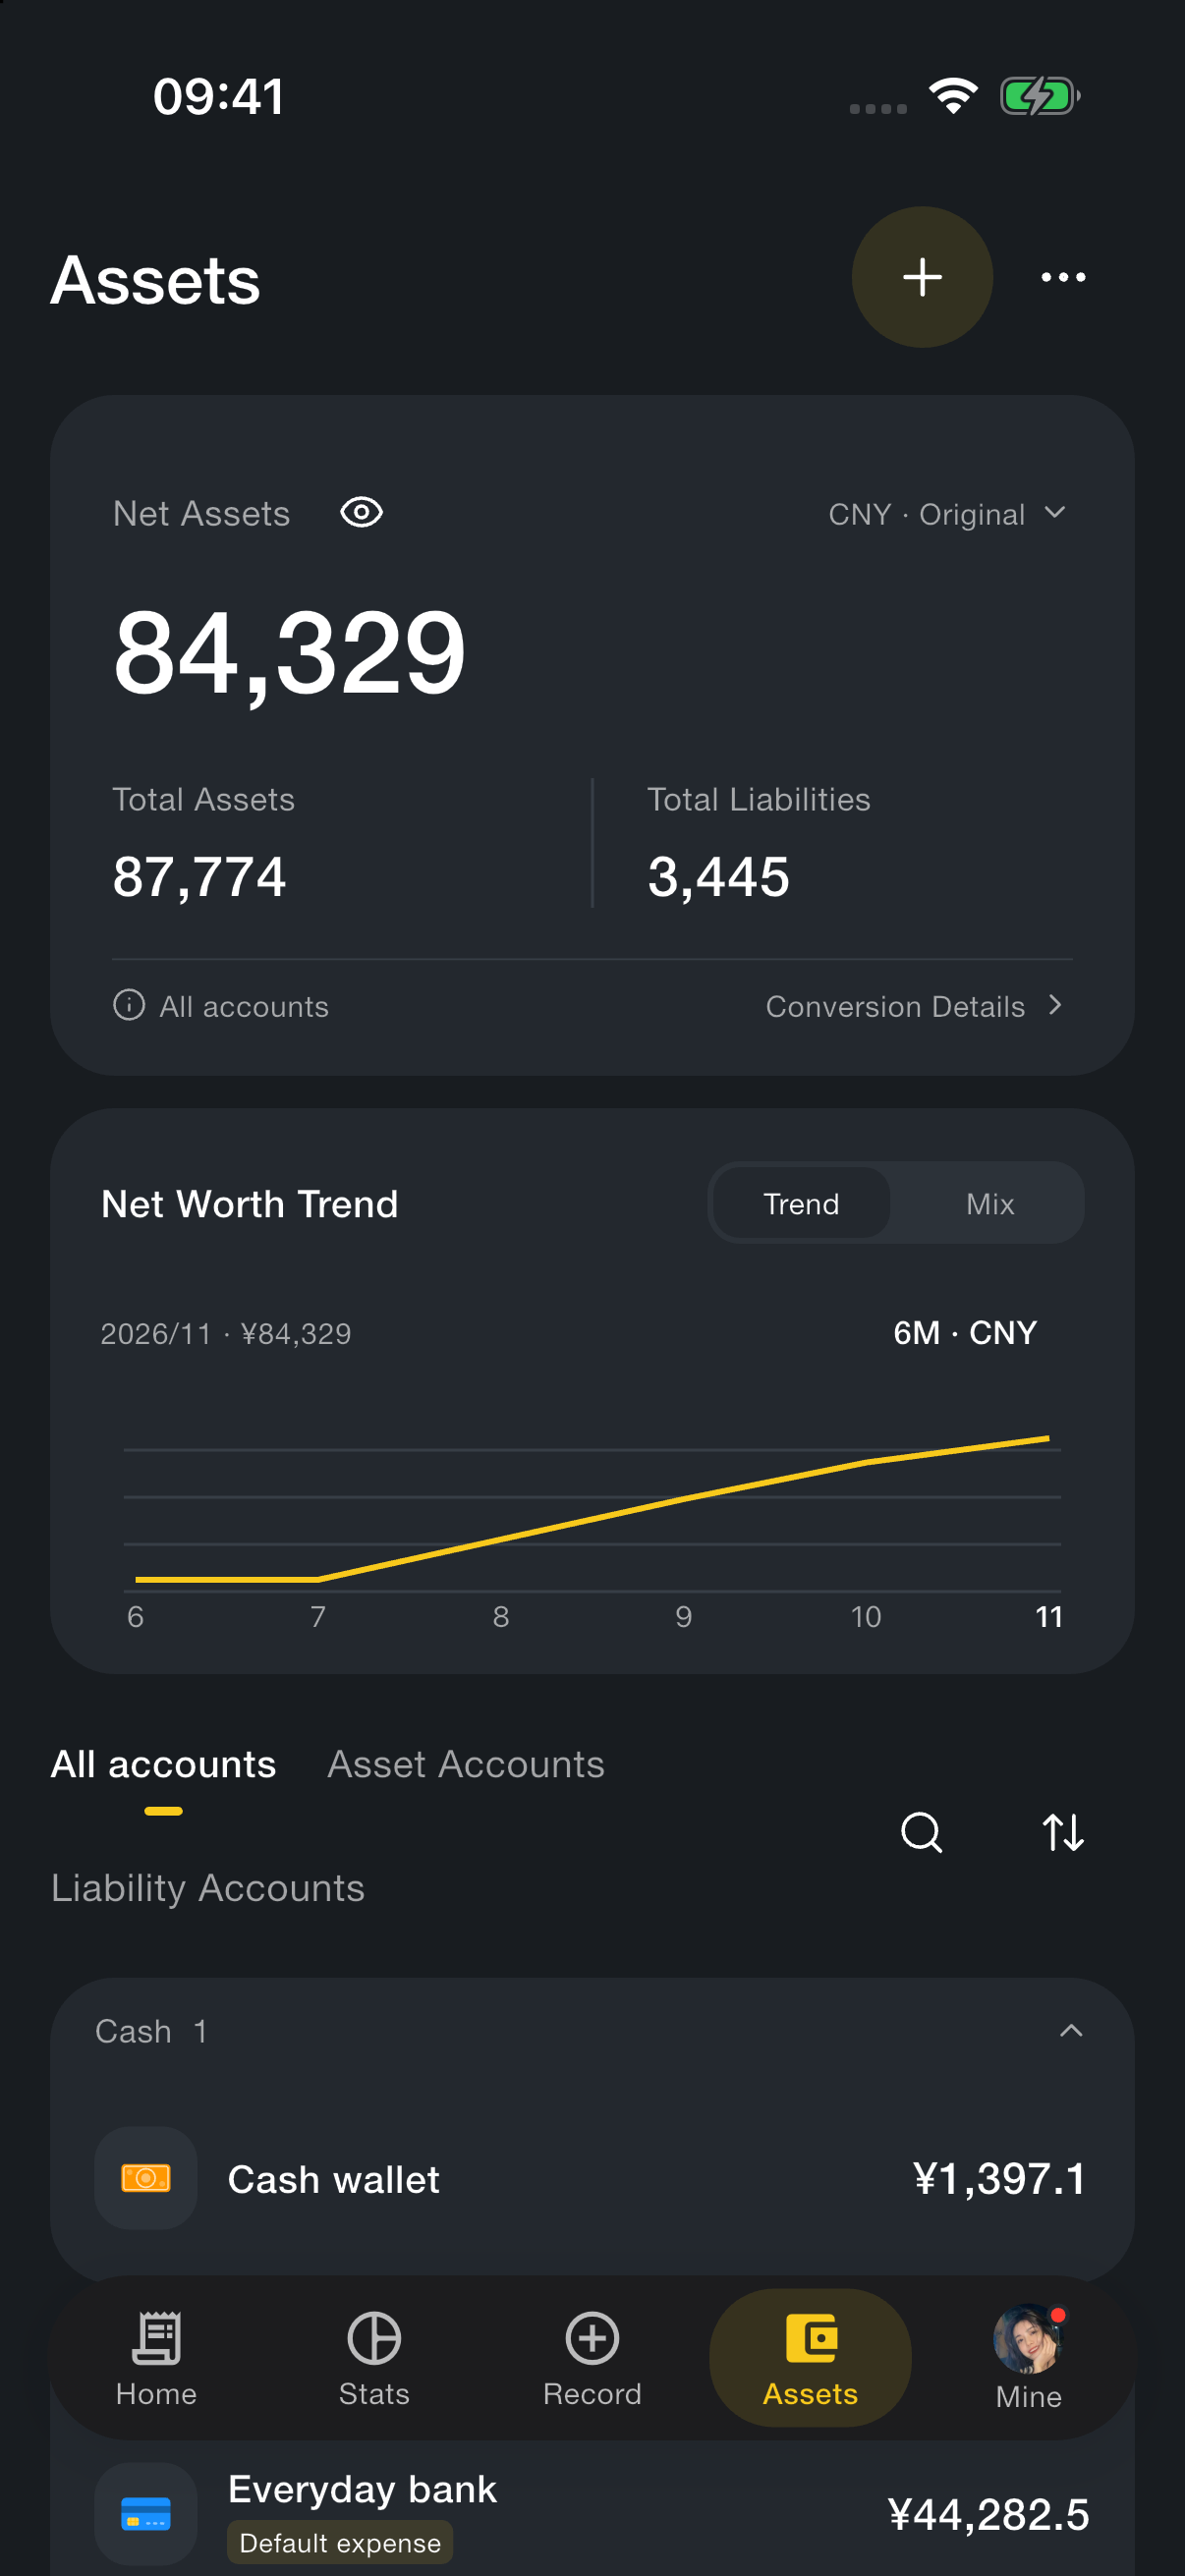 09:41
Assets
Net Assets
CNY · Original
84,329
Total Assets
Total Liabilities
87,774
3,445
All accounts
Conversion Details
Net Worth Trend
Trend
Mix
2026/11 · ¥84,329
6M · CNY
6 7 8 9 10 11
All accounts
Asset Accounts
Liability Accounts
Cash 1
Cash wallet
¥1,397.1
Home
Stats
Record
Assets
Mine
Everyday bank
¥44,282.5
Default expense